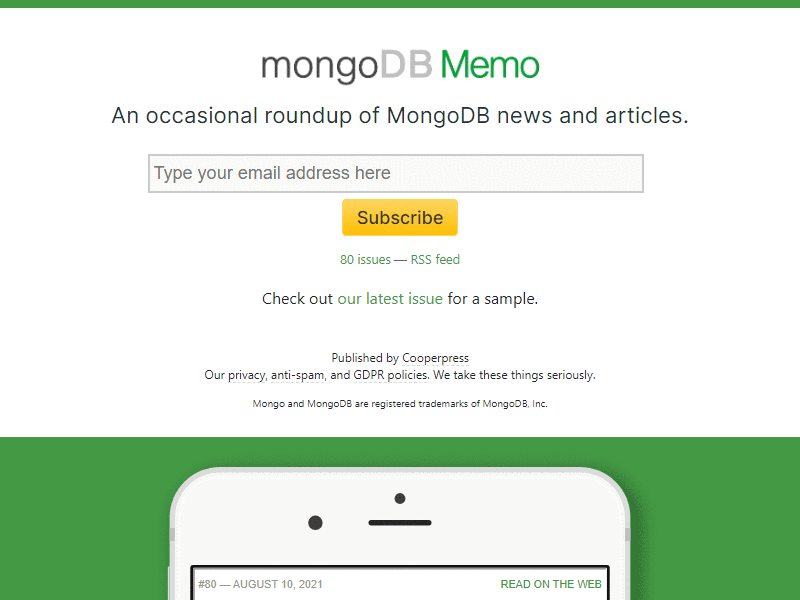 mongoDB Memo
An occasional roundup of MongoDB news and articles.
Type your email address here
Subscribe
80 issues — RSS feed
Check out our latest issue for a sample.
Published by Cooperpress
Our privacy, anti-spam, and GDPR policies. We take these things seriously.
Mongo and MongoDB are registered trademarks of MongoDB, Inc.
#80 — AUGUST 10, 2021 READ ON THE WEB